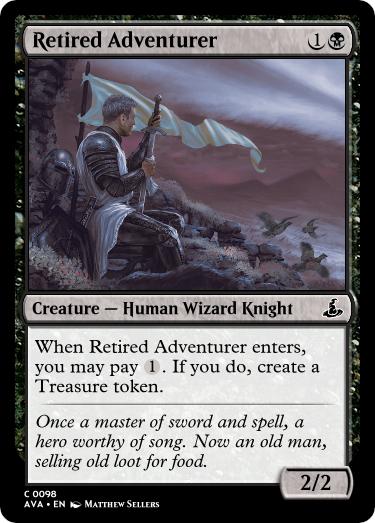 Retired Adventurer 1
Creature — Human Wizard Knight
When Retired Adventurer enters,
you may pay 1. If you do, create a
Treasure token.
Once a master of sword and spell, a
hero worthy of song. Now an old man,
selling old loot for food.
2/2
C 0098
AVA • EN Matthew Sellers